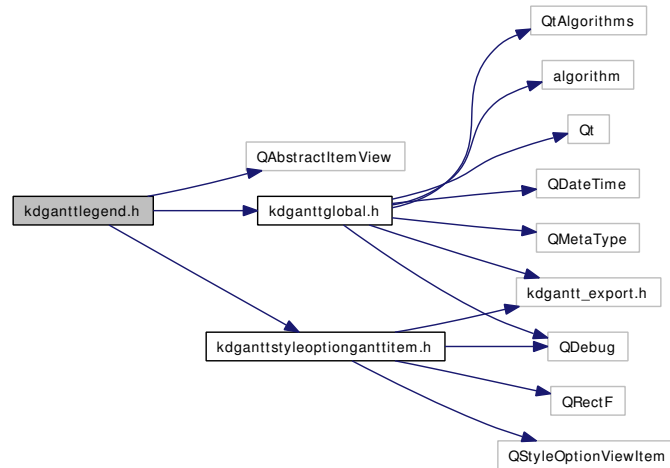 QtAlgorithms
algorithm
Qt
QAbstractItemView
QDateTime
kdganttlegend.h
kdganttglobal.h
QMetaType
kdgantt_export.h
kdganttstyleoptionganttitem.h
QDebug
QRectF
QStyleOptionViewItem